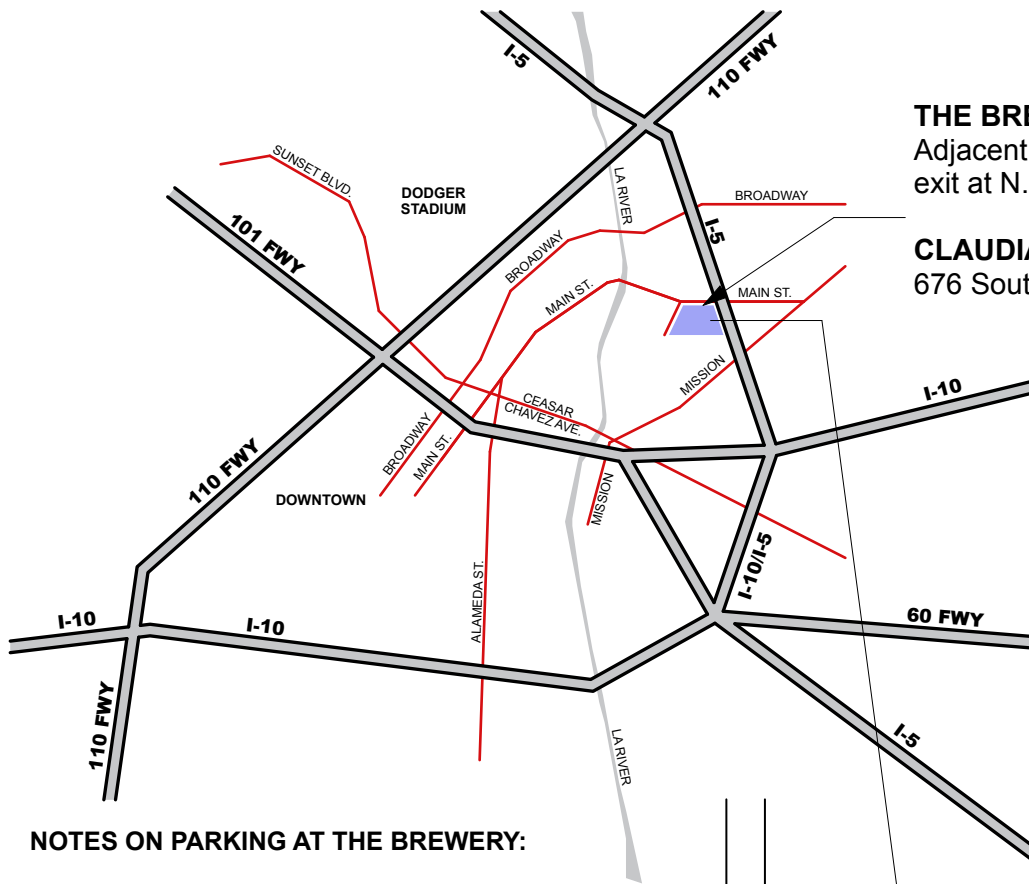 I-5
110 FWY
THE BRE
Adjacent
exit at N.
SUNSET BLVD.
DODGER
STADIUM
LA RIVER
BROADWAY
101 FWY
BROADWAY
I-5
CLAUDIA
676 Sout
MAIN ST.
MAIN ST.
MISSION
I-10
CEASAR
CHAVEZ AVE.
BROADWAY
MAIN ST.
110 FWY
DOWNTOWN
MISSION
I-10/I-5
ALAMEDA ST.
I-10
I-10
60 FWY
110 FWY
LA RIVER
I-5
NOTES ON PARKING AT THE BREWERY: